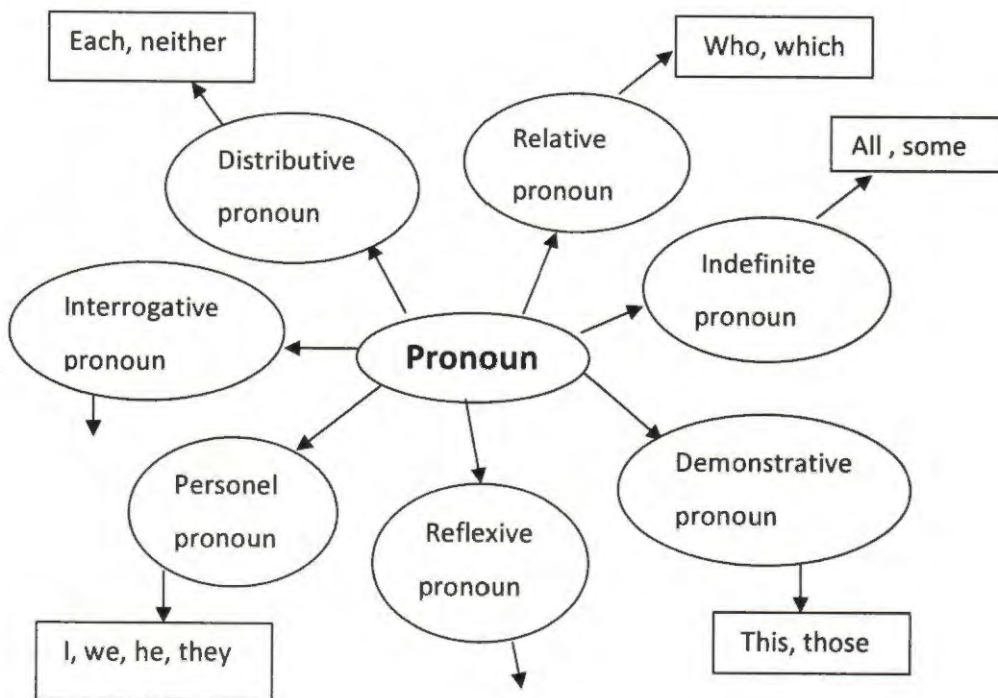 Each, neither
Who, which
Distributive
pronoun
Relative
pronoun
All , some
Indefinite
pronoun
Interrogative
pronoun
Pronoun
Personel
pronoun
Reflexive
pronoun
Demonstrative
pronoun
I, we, he, they
This, those